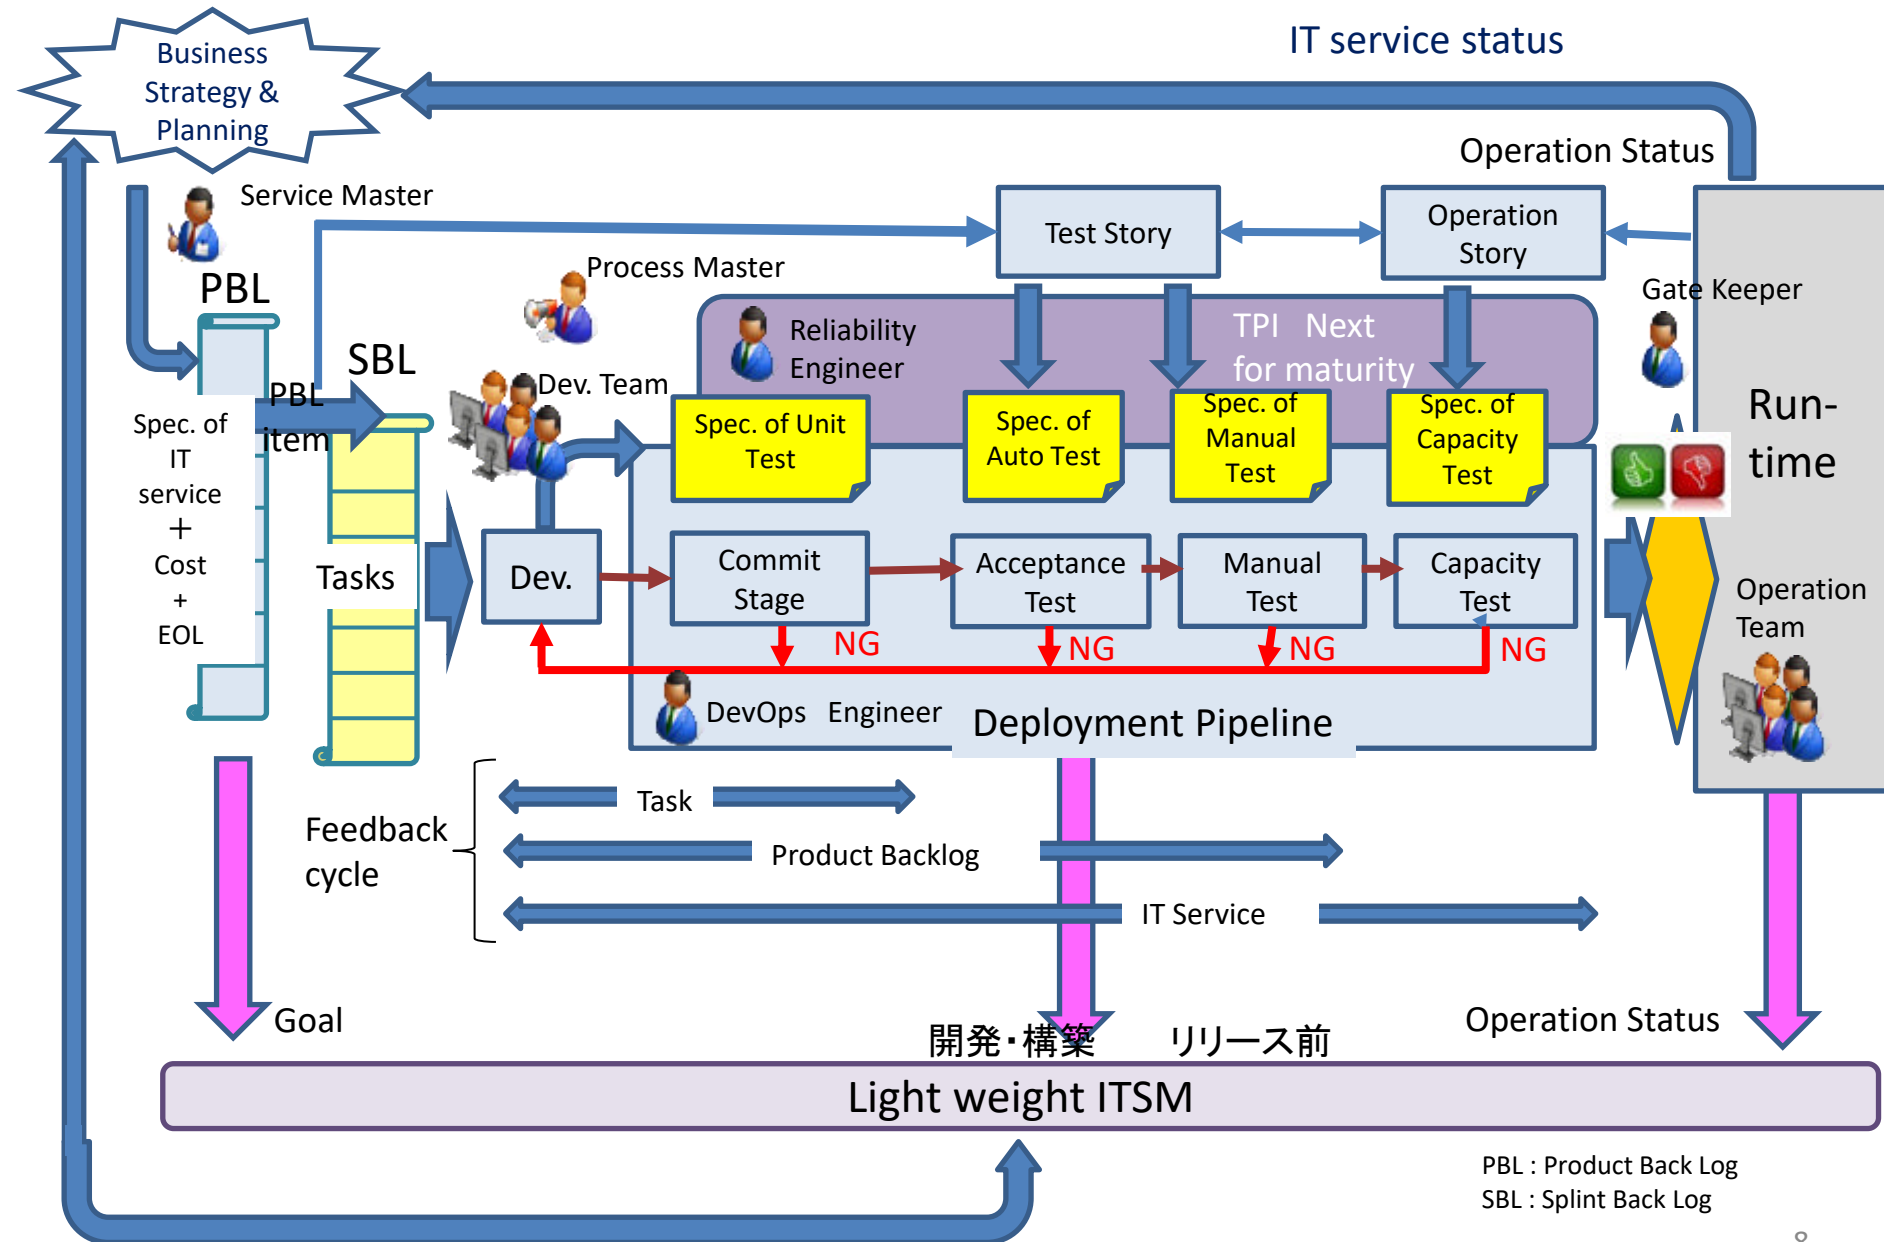 IT service status
Business
Strategy &
Planning
Operation Status
Service Master
Test Story
Operation
Story
Process Master
PBL
Gate Keeper
Reliability
Engineer
TPI Next
for maturity
SBL
Dev. Team
PBL
item
Spec. of
IT
service
+
Cost
+
EOL
Spec. of Unit
Test
Spec. of
Auto Test
Spec. of
Manual
Test
Spec. of
Capacity
Test
Run-
time
Tasks
Dev.
Commit
Stage
Acceptance
Test
Manual
Test
Capacity
Test
Operation
Team
NG
NG
NG
NG
DevOps Engineer
Deployment Pipeline
Feedback
cycle
Task
Product Backlog
IT Service
Goal
開発・構築 リリース前
Operation Status
Light weight ITSM
PBL : Product Back Log
SBL : Splint Back Log